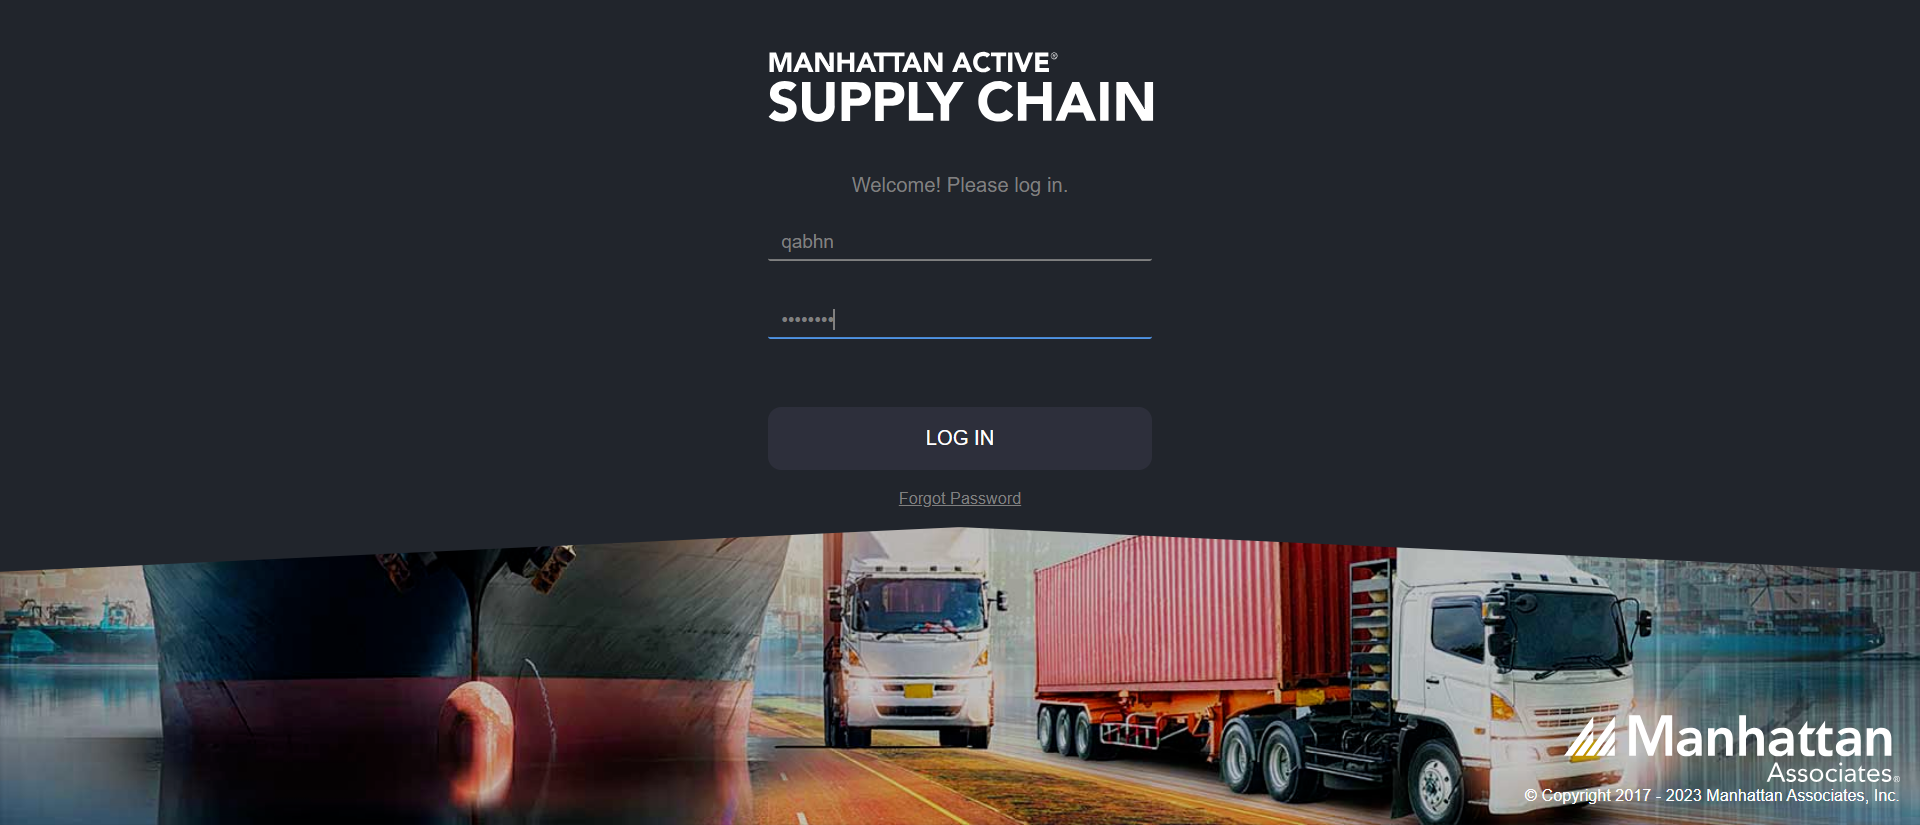 MANHATTAN ACTIVE®
SUPPLY CHAIN
Welcome! Please log in.
qabhn
••••••••
LOG IN
Forgot Password
Manhattan
Associates®
© Copyright 2017 - 2023 Manhattan Associates, Inc.